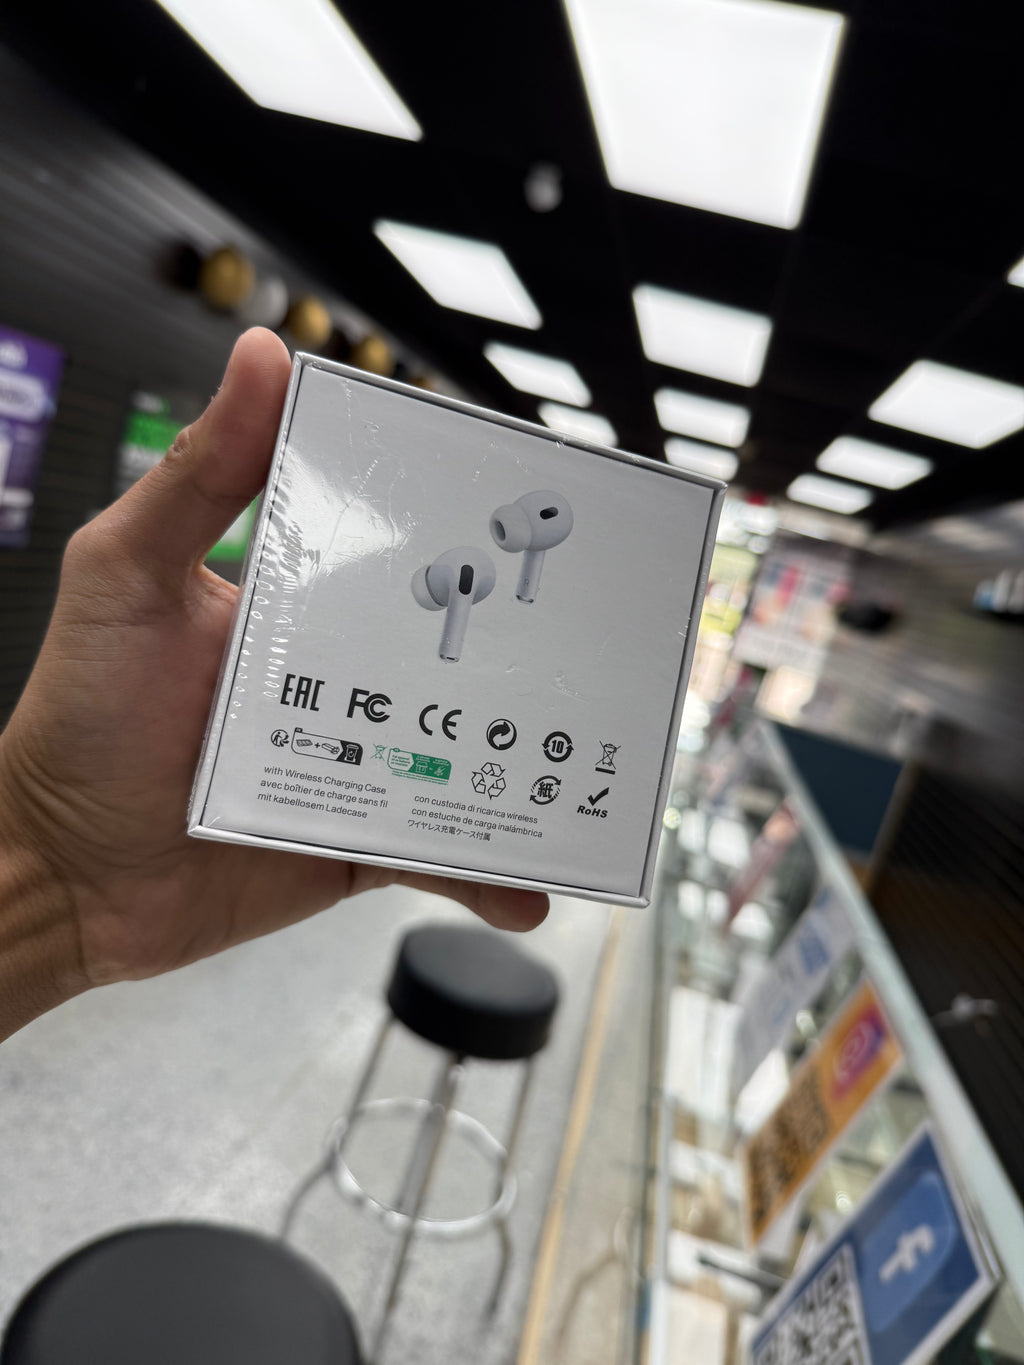 EAC
FC
CE
10
紙
RoHS
with Wireless Charging Case
avec boîtier de charge sans fil
mit kabellosem Ladecase
con custodia di ricarica wireless
con estuche de carga inalámbrica
ワイヤレス充電ケース付属